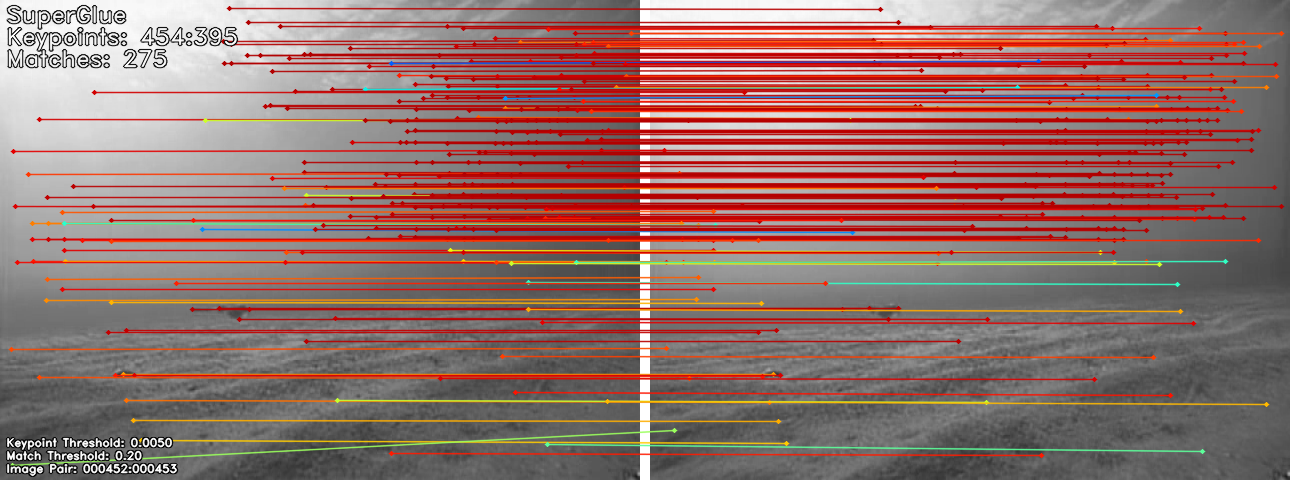 SuperGlue
Keypoints: 454:395
Matches: 275
Keypoint Threshold: 0.0050
Match Threshold: 0.20
Image Pair: 000452:000453